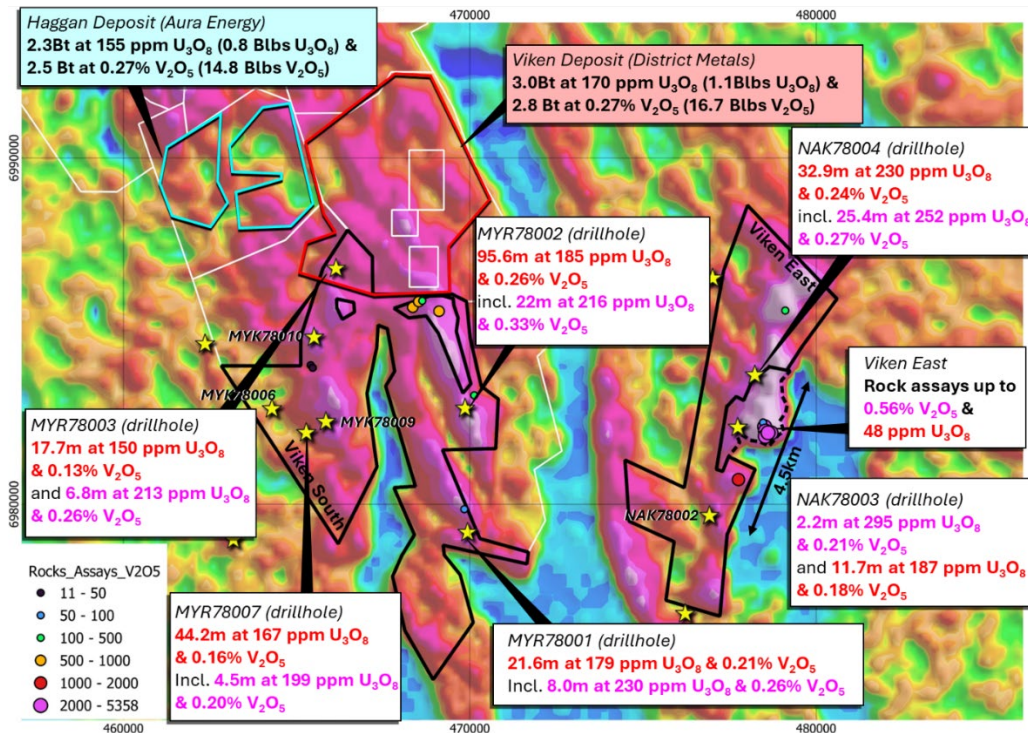 470000
480000
Haggan Deposit (Aura Energy)
2.3Bt at 155 ppm U₃O₈ (0.8 Blbs U₃O₈) &
2.5 Bt at 0.27% V₂O₅ (14.8 Blbs V₂O₅)
Viken Deposit (District Metals)
3.0Bt at 170 ppm U₃O₈ (1.1Blbs U₃O₈) &
2.8 Bt at 0.27% V₂O₅ (16.7 Blbs V₂O₅)
NAK78004 (drillhole)
32.9m at 230 ppm U₃O₈
& 0.24% V₂O₅
incl. 25.4m at 252 ppm U₃O₈
& 0.27% V₂O₅
6990000
MYR78002 (drillhole)
95.6m at 185 ppm U₃O₈
& 0.26% V₂O₅
incl. 22m at 216 ppm U₃O₈
& 0.33% V₂O₅
Viken East
MYK78010
MYK78006
MYK78009
Viken South
Viken East
Rock assays up to
0.56% V₂O₅ &
48 ppm U₃O₈
4.5km
MYR78003 (drillhole)
17.7m at 150 ppm U₃O₈
& 0.13% V₂O₅
and 6.8m at 213 ppm U₃O₈
& 0.26% V₂O₅
NAK78002
NAK78003 (drillhole)
2.2m at 295 ppm U₃O₈
& 0.21% V₂O₅
and 11.7m at 187 ppm U₃O₈
& 0.18% V₂O₅
6980000
Rocks_Assays_V2O5
11 - 50
50 - 100
100 - 500
500 - 1000
1000 - 2000
2000 - 5358
MYR78007 (drillhole)
44.2m at 167 ppm U₃O₈
& 0.16% V₂O₅
Incl. 4.5m at 199 ppm U₃O₈
& 0.20% V₂O₅
MYR78001 (drillhole)
21.6m at 179 ppm U₃O₈ & 0.21% V₂O₅
Incl. 8.0m at 230 ppm U₃O₈ & 0.26% V₂O₅
460000
470000
480000